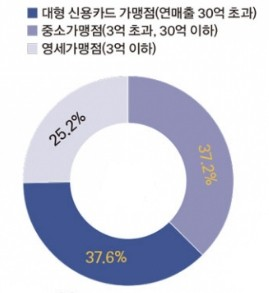 대형 신용카드 가맹점(연매출 30억 초과)
중소가맹점(3억 초과, 30억 이하)
영세가맹점(3억 이하)
25.2%
37.2%
37.6%